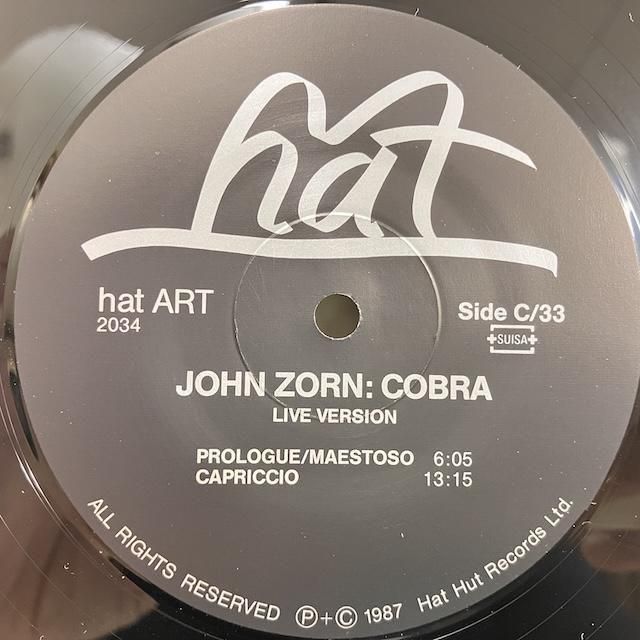 hat
hat ART
2034
Side C/33
SUISA
JOHN ZORN: COBRA
LIVE VERSION
PROLOGUE/MAESTOSO 6:05
CAPRICCIO 13:15
ALL RIGHTS RESERVED Ⓟ+© 1987 Hat Hut Records Ltd.